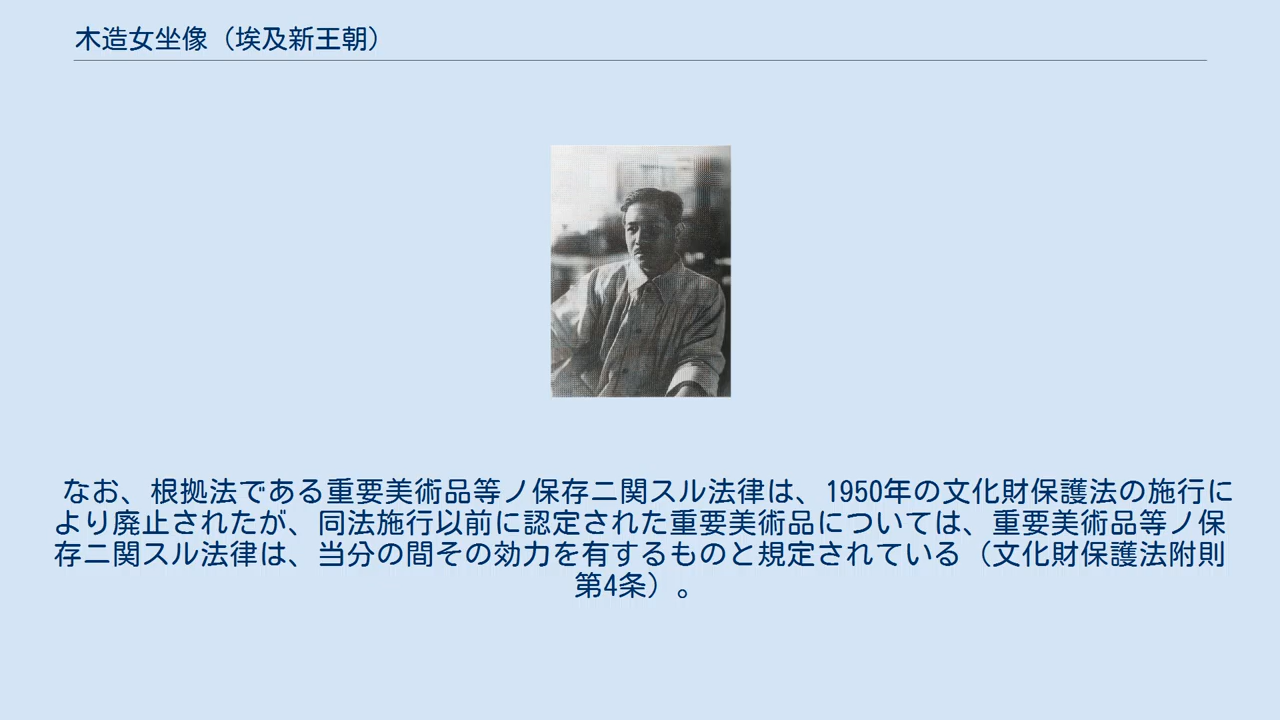 木造女坐像（埃及新王朝）
なお、根拠法である重要美術品等ノ保存ニ関スル法律は、1950年の文化財保護法の施行に
より廃止されたが、同法施行以前に認定された重要美術品については、重要美術品等ノ保
存ニ関スル法律は、当分の間その効力を有するものと規定されている（文化財保護法附則
第4条）。